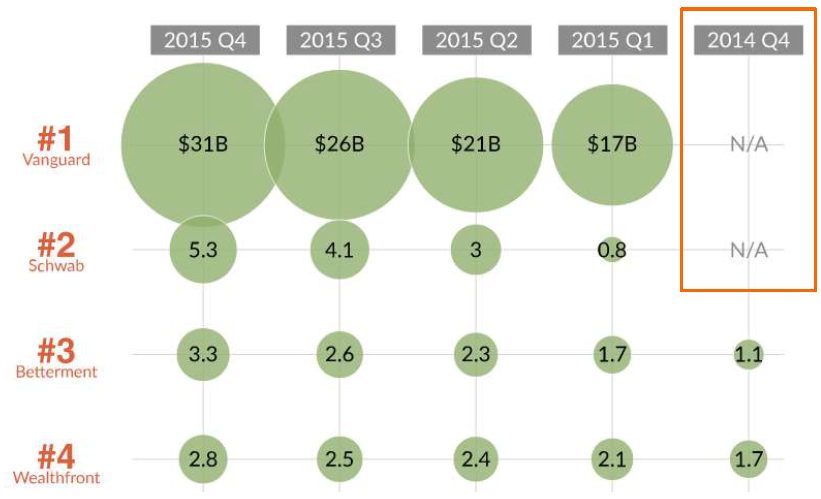 2015 Q4 2015 Q3 2015 Q2 2015 Q1 2014 Q4
#1
Vanguard
$31B $26B $21B $17B N/A
#2
Schwab
5.3 4.1 3 0.8 N/A
#3
Betterment
3.3 2.6 2.3 1.7 1.1
#4
Wealthfront
2.8 2.5 2.4 2.1 1.7